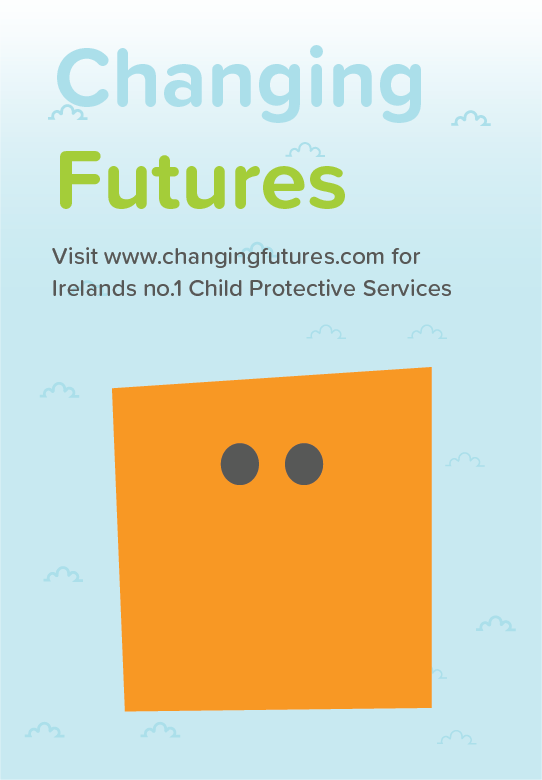 Changing
Futures
Visit www.changingfutures.com for
Irelands no.1 Child Protective Services